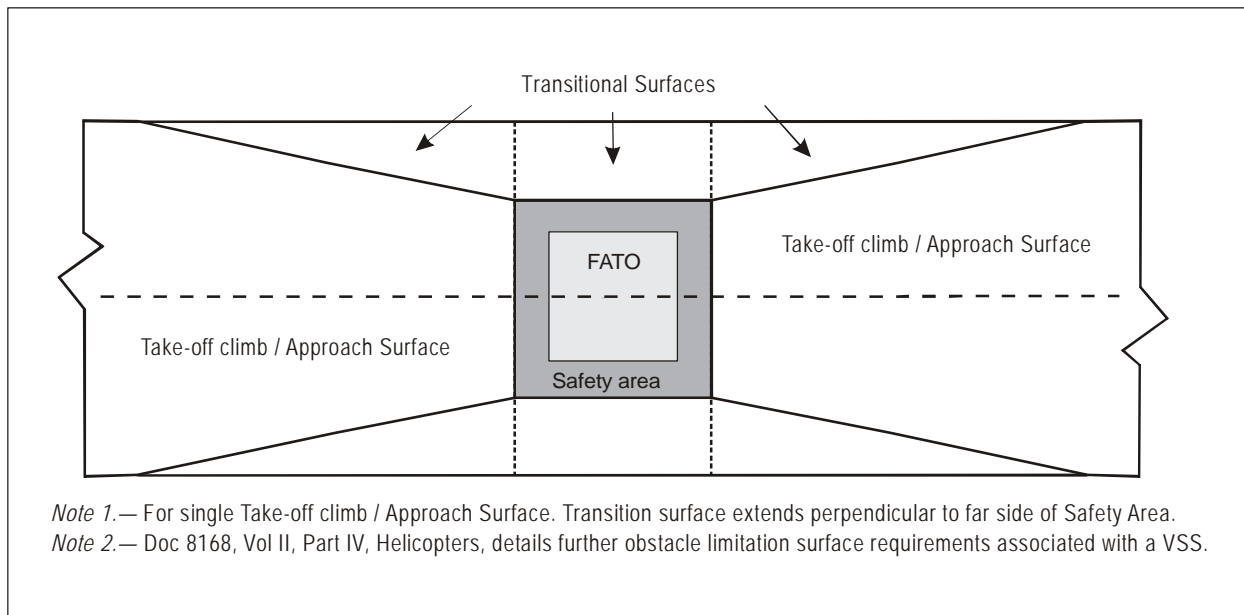 Transitional Surfaces
Take-off climb / Approach Surface
FATO
Take-off climb / Approach Surface
Safety area
Note 1.— For single Take-off climb / Approach Surface. Transition surface extends perpendicular to far side of Safety Area.
Note 2.— Doc 8168, Vol II, Part IV, Helicopters, details further obstacle limitation surface requirements associated with a VSS.